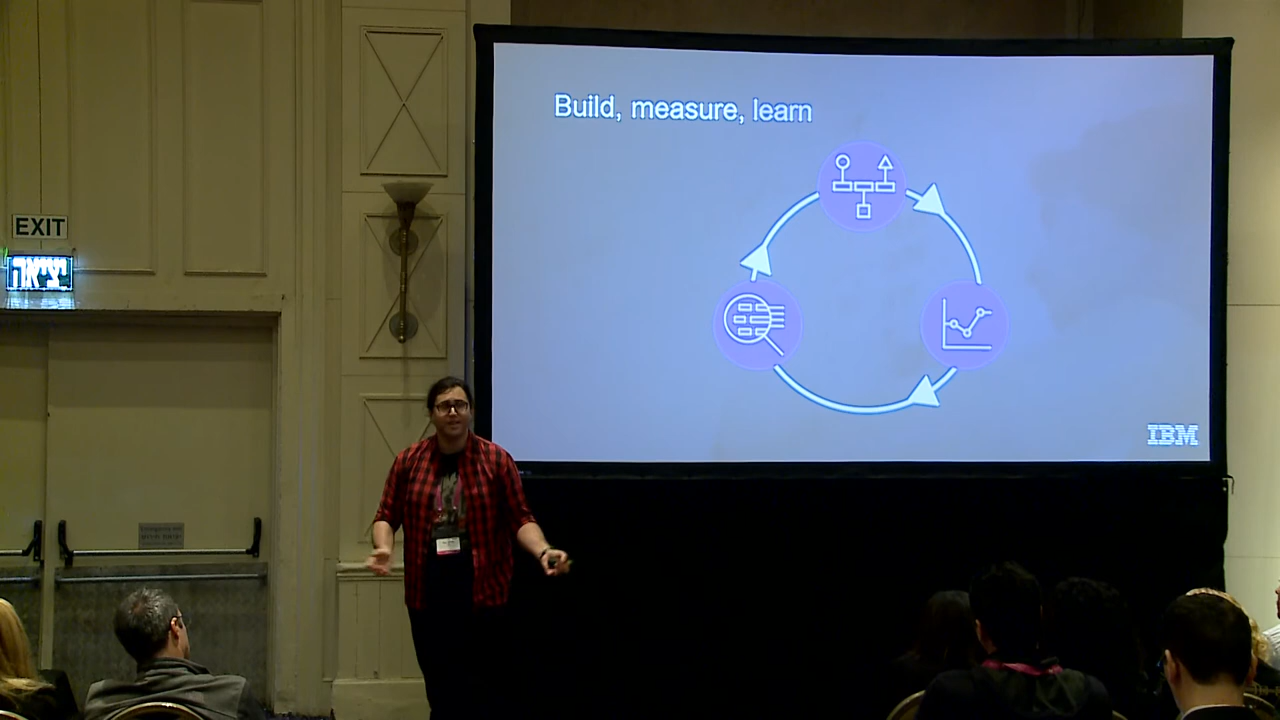 Build, measure, learn
EXIT
יציאה
IBM